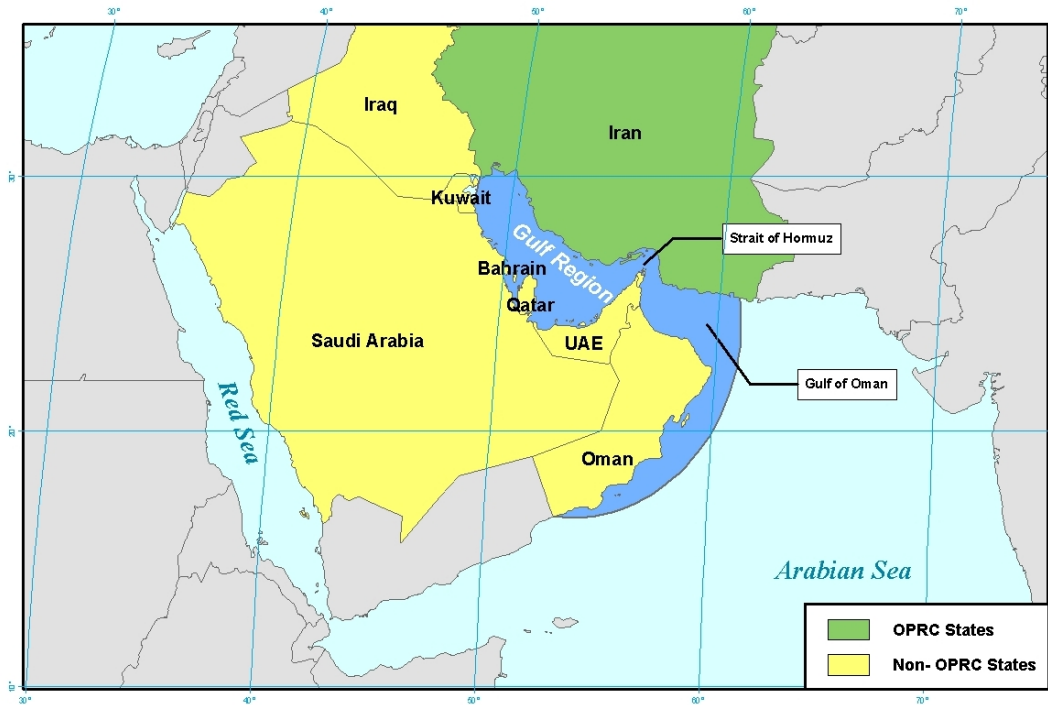 30°
40°
50°
60°
70°
Iraq
Iran
30°
Kuwait
Gulf Region
Strait of Hormuz
Bahrain
Qatar
Saudi Arabia
UAE
Gulf of Oman
Red Sea
20°
Oman
Arabian Sea
OPRC States
Non- OPRC States
10°
30°
40°
50°
60°
70°